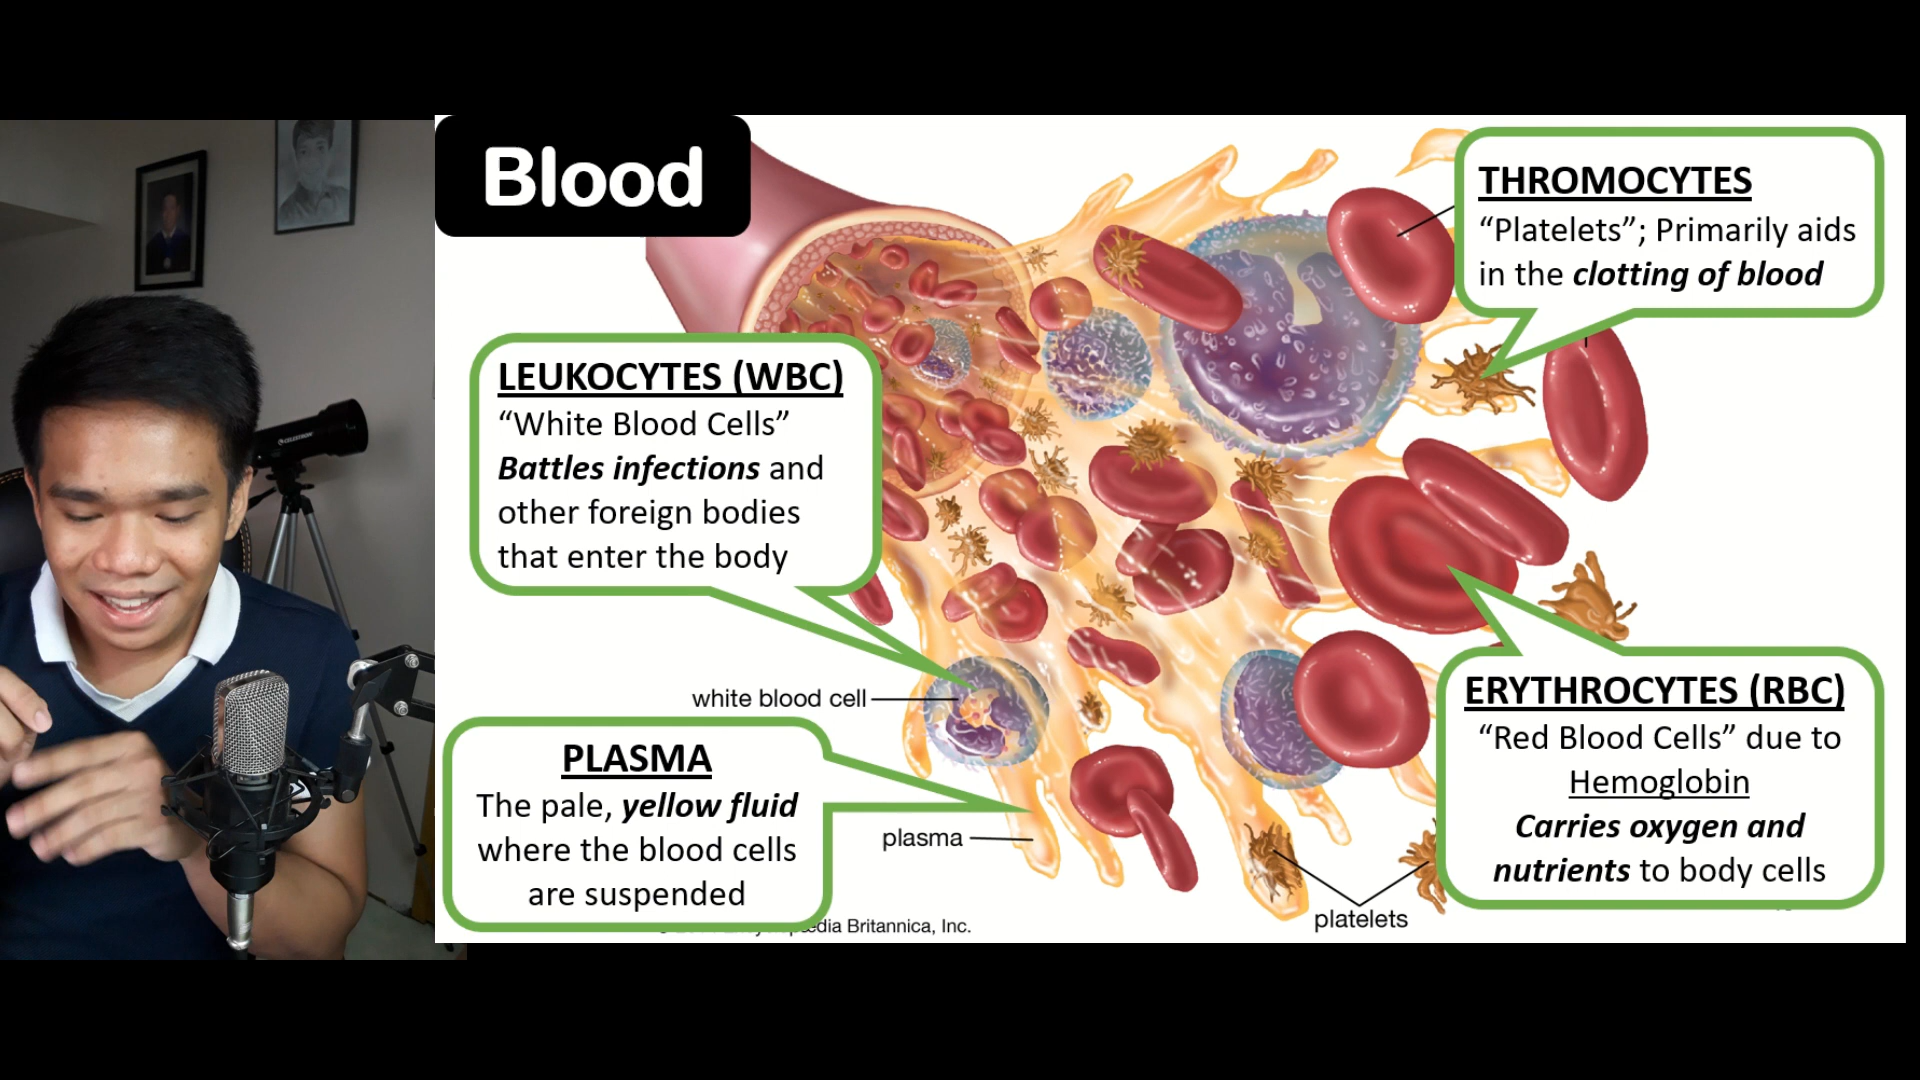 Blood
THROMOCYTES
“Platelets”; Primarily aids
in the clotting of blood
LEUKOCYTES (WBC)
“White Blood Cells”
Battles infections and
other foreign bodies
that enter the body
CELESTRON
white blood cell
PLASMA
The pale, yellow fluid
where the blood cells
are suspended
plasma
ERYTHROCYTES (RBC)
“Red Blood Cells” due to
Hemoglobin
Carries oxygen and
nutrients to body cells
platelets
Britannica, Inc.